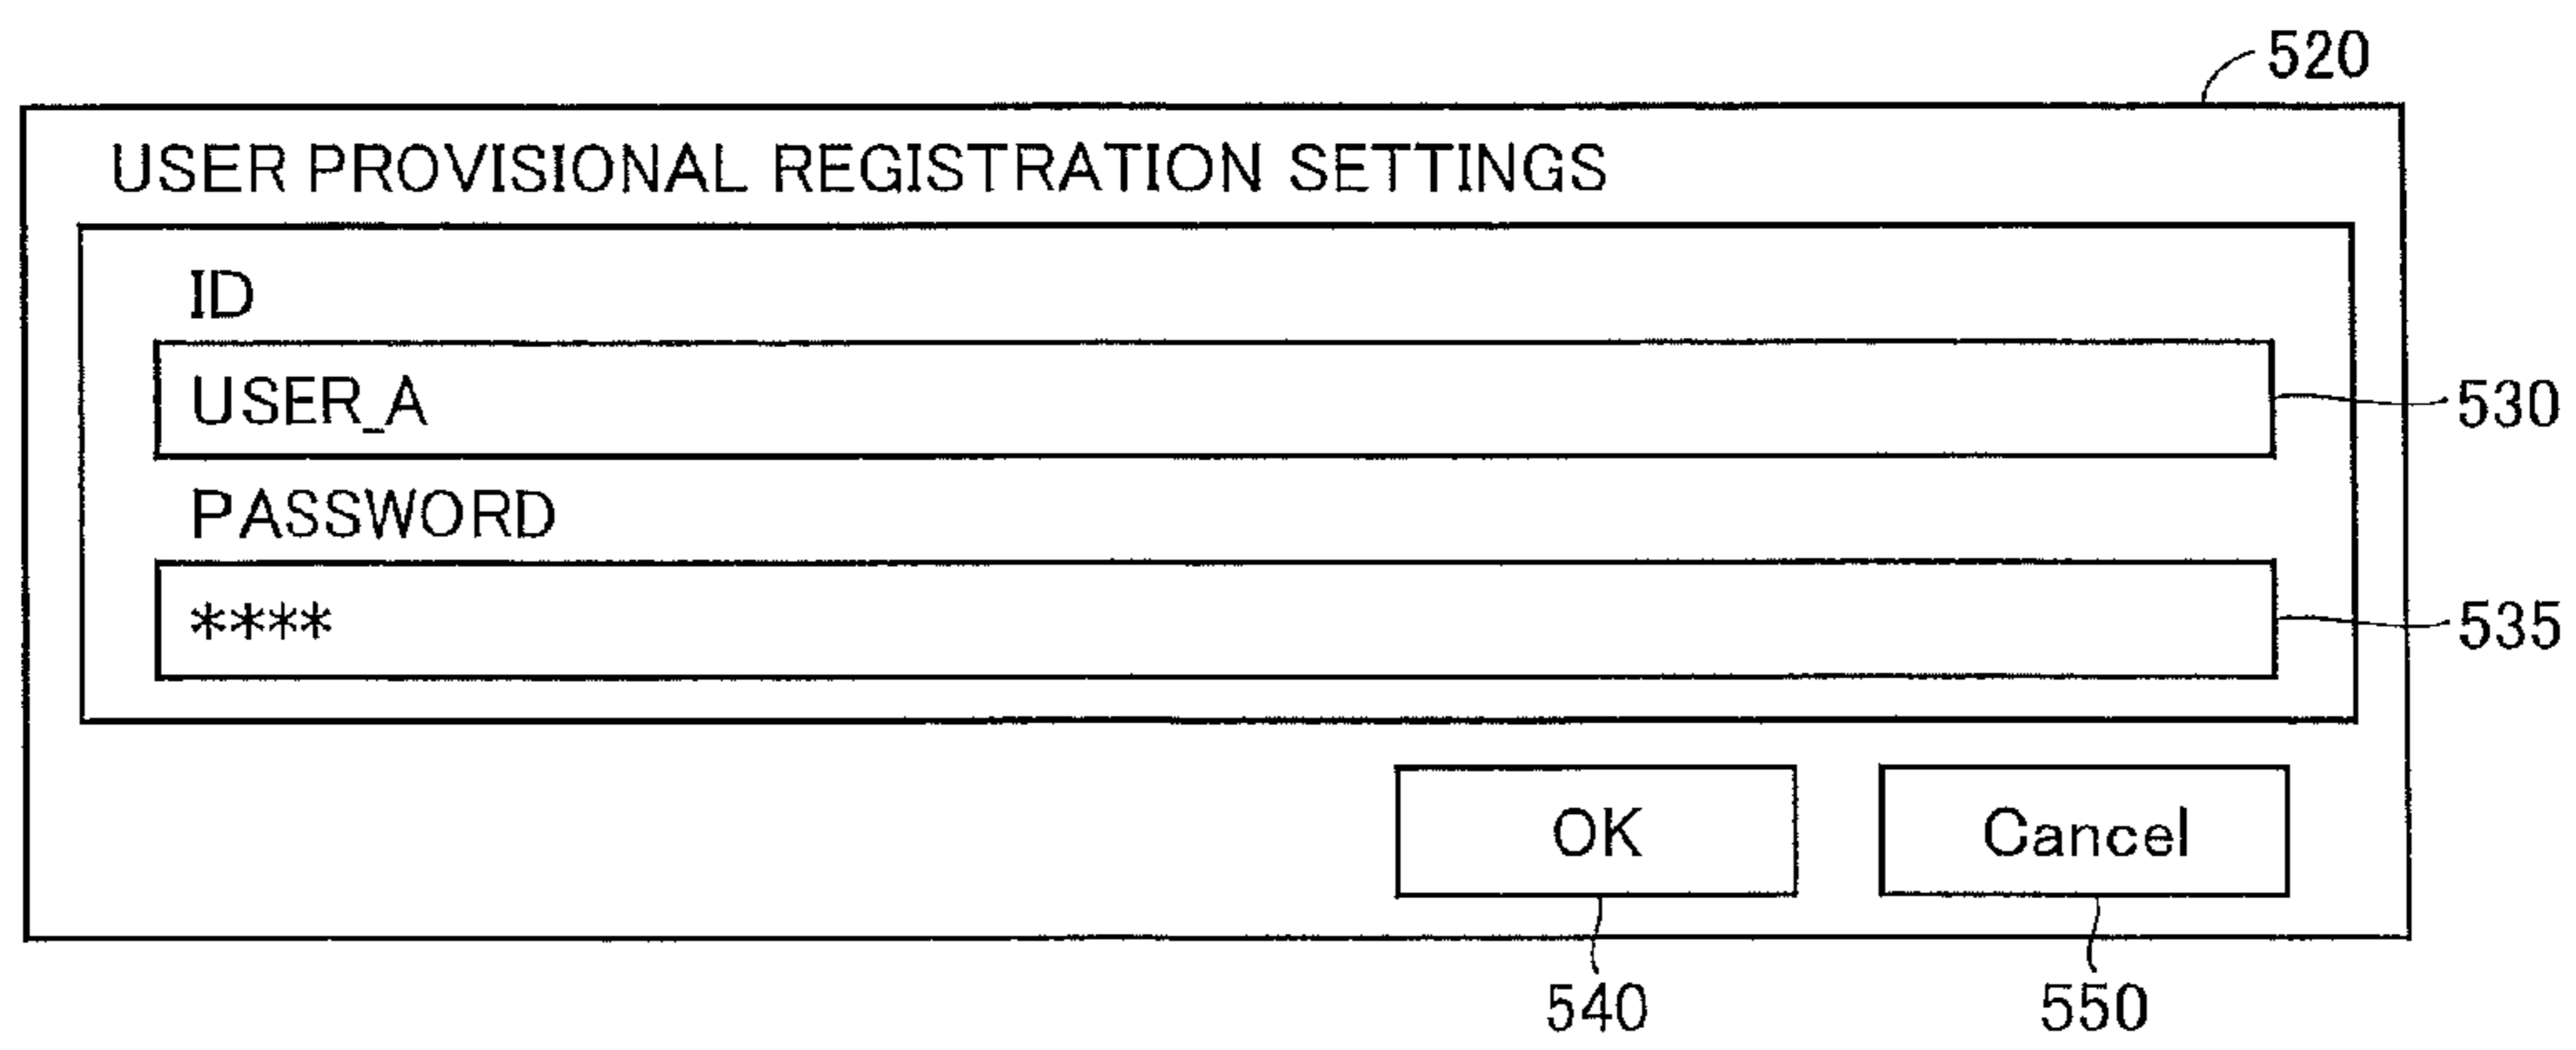 520
USER PROVISIONAL REGISTRATION SETTINGS
ID
USER_A
530
PASSWORD
****
535
OK
Cancel
540
550